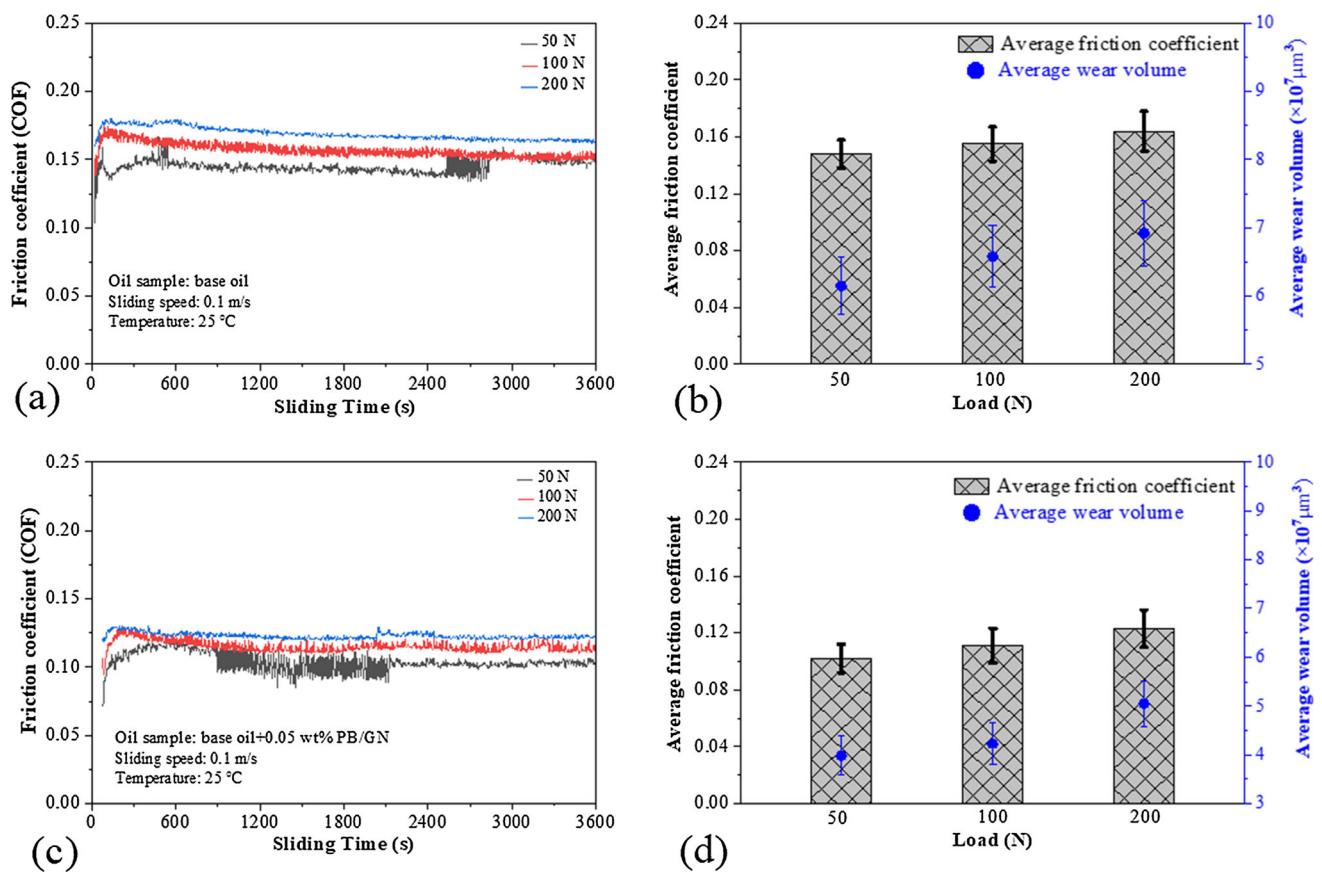 0.25
0.20
0.15
0.10
0.05
0.00
Friction coefficient (COF)
50 N
100 N
200 N
Oil sample: base oil
Sliding speed: 0.1 m/s
Temperature: 25 °C
0 600 1200 1800 2400 3000 3600
Sliding Time (s)
(a)
0.24
0.20
0.16
0.12
0.08
0.04
0.00
Average friction coefficient
Average friction coefficient
Average wear volume
10
9
8
7
6
5
Average wear volume (×10⁷μm³)
50 100 200
Load (N)
(b)
0.25
0.20
0.15
0.10
0.05
0.00
Friction coefficient (COF)
50 N
100 N
200 N
Oil sample: base oil+0.05 wt% PB/GN
Sliding speed: 0.1 m/s
Temperature: 25 °C
0 600 1200 1800 2400 3000 3600
Sliding Time (s)
(c)
0.24
0.20
0.16
0.12
0.08
0.04
0.00
Average friction coefficient
Average friction coefficient
Average wear volume
10
9
8
7
6
5
4
3
Average wear volume (×10⁷μm³)
50 100 200
Load (N)
(d)